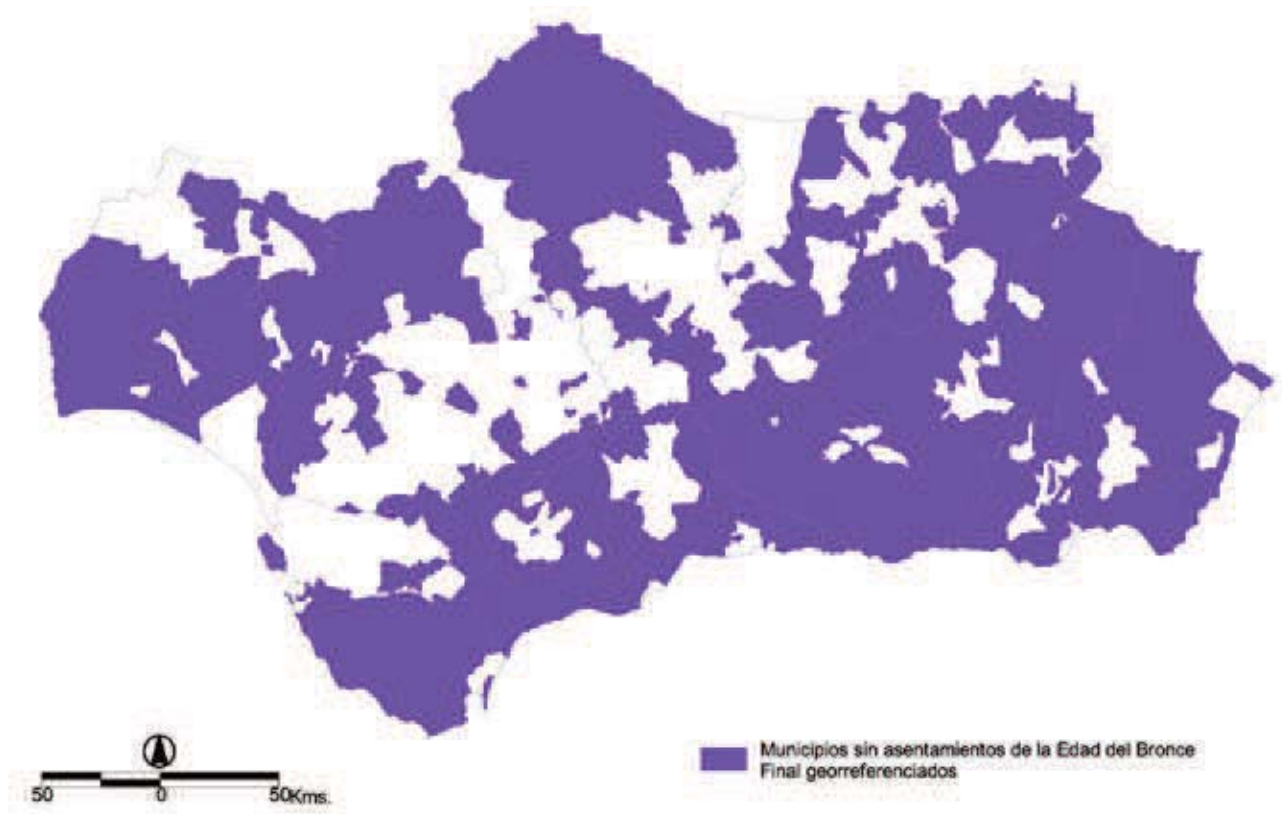 Municipios sin asentamientos de la Edad del Bronce
Final georreferenciados
50 0 50Kms.